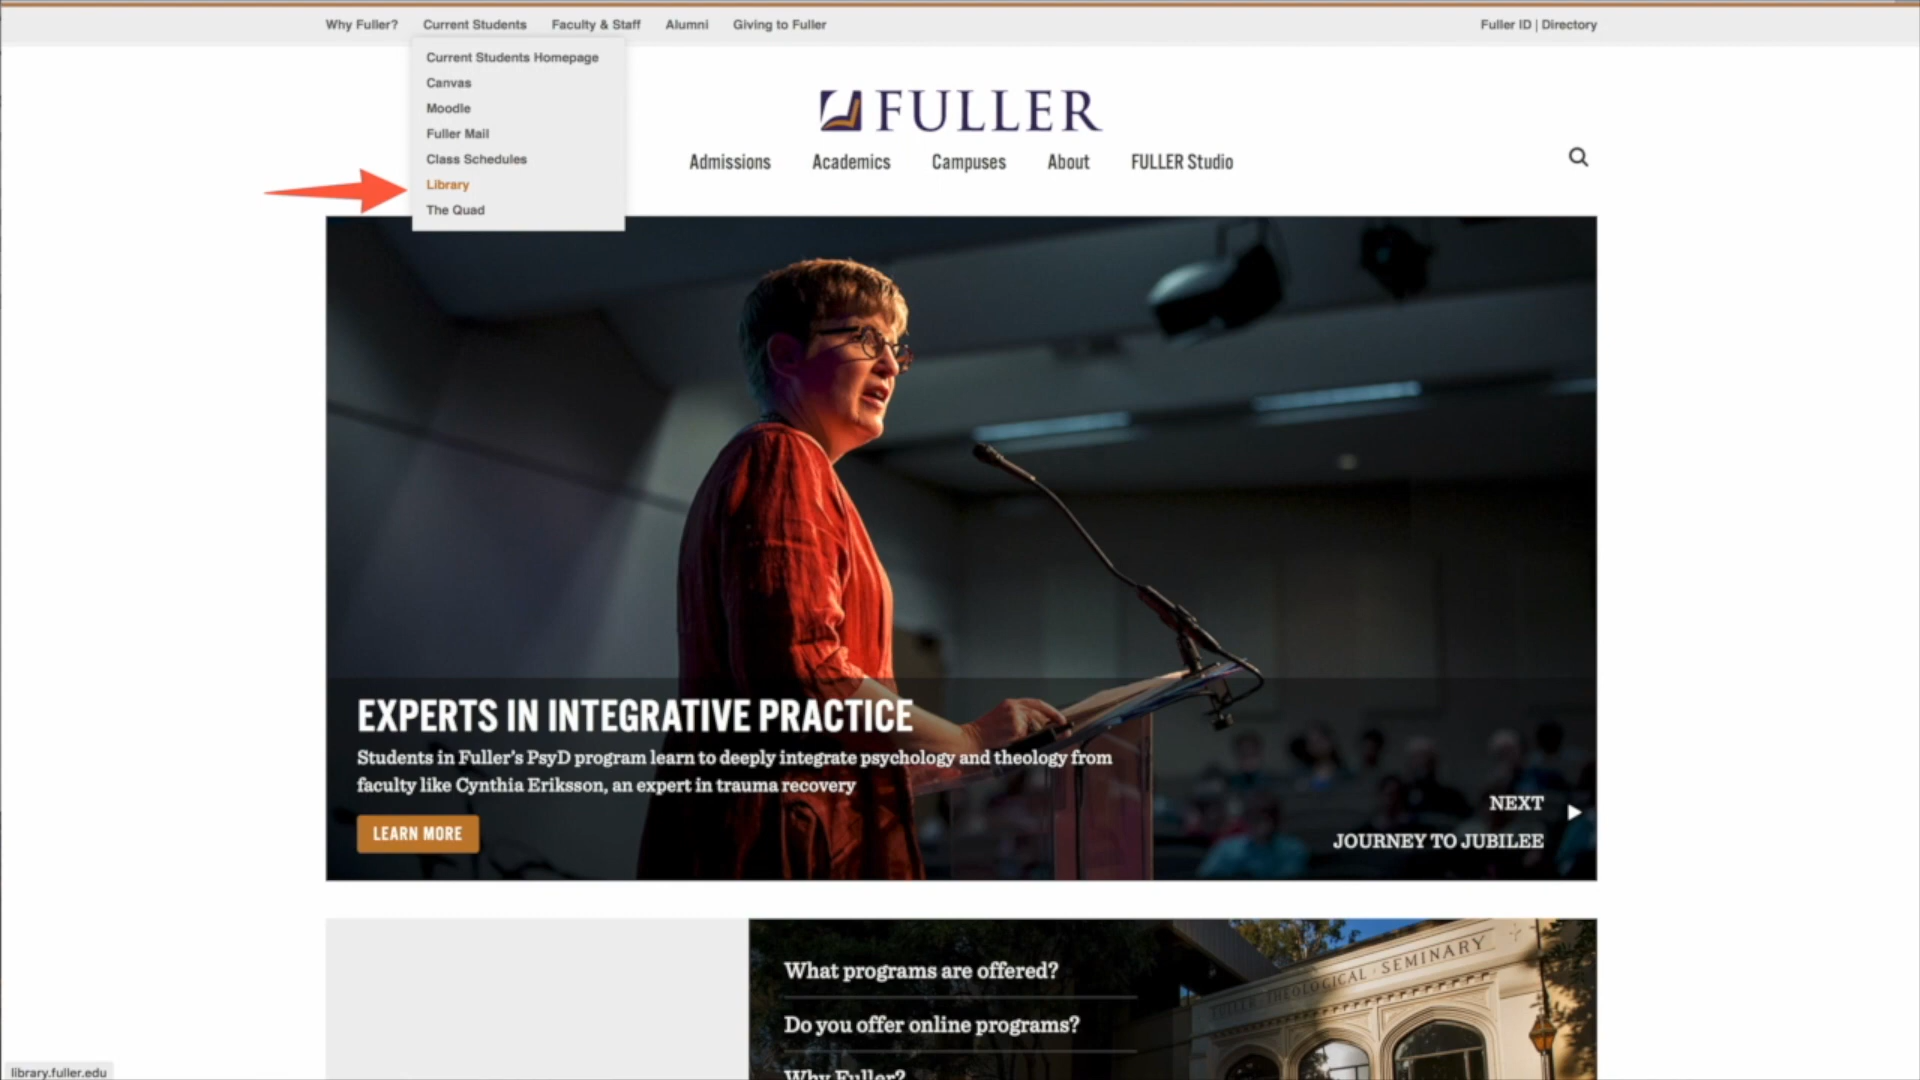 Why Fuller? Current Students Faculty & Staff Alumni Giving to Fuller Fuller ID | Directory
Current Students Homepage
Canvas
Moodle
Fuller Mail
Class Schedules
Library
The Quad
FULLER
Admissions Academics Campuses About FULLER Studio
EXPERTS IN INTEGRATIVE PRACTICE
Students in Fuller's PsyD program learn to deeply integrate psychology and theology from
faculty like Cynthia Eriksson, an expert in trauma recovery
LEARN MORE
NEXT
JOURNEY TO JUBILEE
What programs are offered?
Do you offer online programs?
Why Fuller?
FULLER THEOLOGICAL SEMINARY
library.fuller.edu